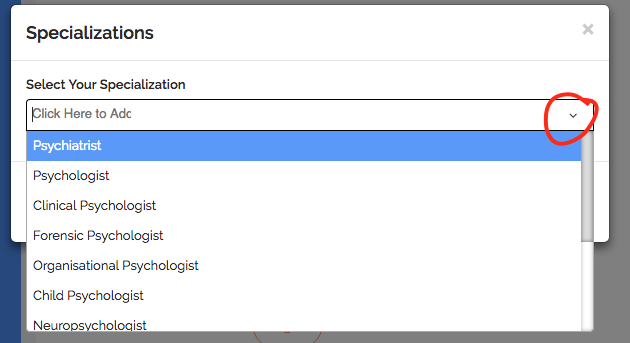 Specializations
×
Select Your Specialization
Click Here to Add
Psychiatrist
Psychologist
Clinical Psychologist
Forensic Psychologist
Organisational Psychologist
Child Psychologist
Neuropsychologist